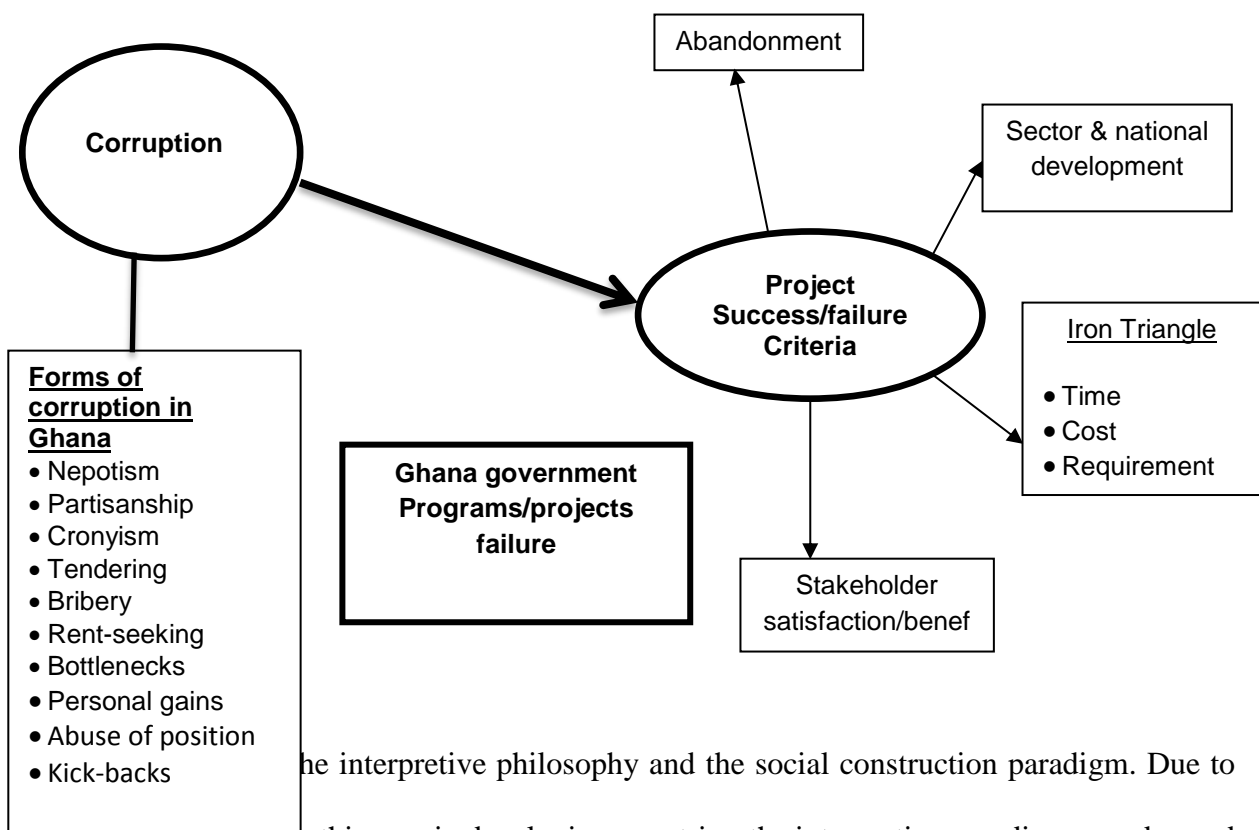 Abandonment
Corruption
Sector & national
development
Project
Success/failure
Criteria
Iron Triangle
• Time
• Cost
• Requirement
Forms of
corruption in
Ghana
• Nepotism
• Partisanship
• Cronyism
• Tendering
• Bribery
• Rent-seeking
• Bottlenecks
• Personal gains
• Abuse of position
• Kick-backs
Ghana government
Programs/projects
failure
Stakeholder
satisfaction/benef
he interpretive philosophy and the social construction paradigm. Due to